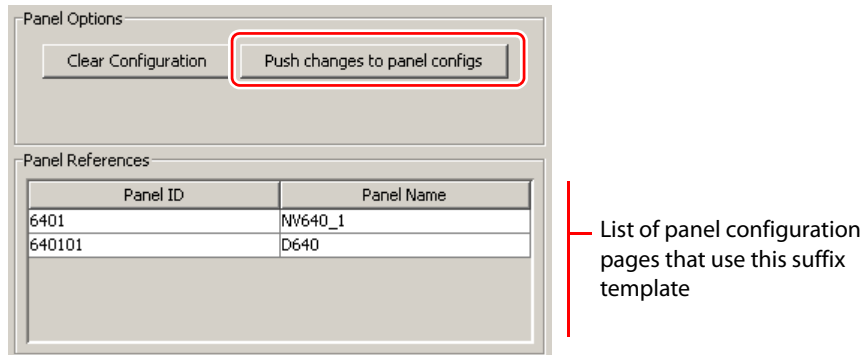 Panel Options
Clear Configuration
Push changes to panel configs
Panel References
Panel ID Panel Name
6401 NV640_1
640101 D640
List of panel configuration
pages that use this suffix
template